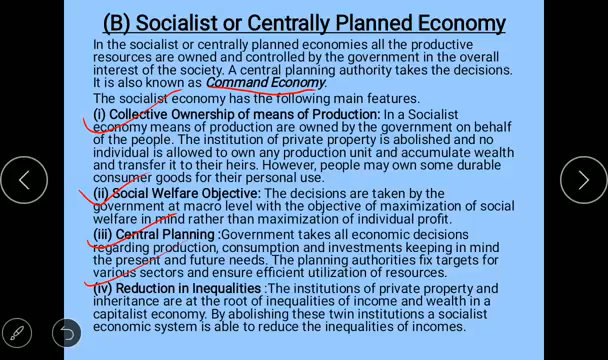 (B) Socialist or Centrally Planned Economy
In the socialist or centrally planned economies all the productive
resources are owned and controlled by the government in the overall
interest of the society. A central planning authority takes the decisions.
It is also known as Command Economy.
The socialist economy has the following main features.
(i) Collective Ownership of means of Production: In a Socialist
economy means of production are owned by the government on behalf
of the people. The institution of private property is abolished and no
individual is allowed to own any production unit and accumulate wealth
and transfer it to their heirs. However, people may own some durable
consumer goods for their personal use.
(ii) Social Welfare Objective: The decisions are taken by the
government at macro level with the objective of maximization of social
welfare in mind rather than maximization of individual profit.
(iii) Central Planning :Government takes all economic decisions
regarding production, consumption and investments keeping in mind
the present and future needs. The planning authorities fix targets for
various sectors and ensure efficient utilization of resources.
(iv) Reduction in Inequalities :The institutions of private property and
inheritance are at the root of inequalities of income and wealth in a
capitalist economy. By abolishing these twin institutions a socialist
economic system is able to reduce the inequalities of incomes.